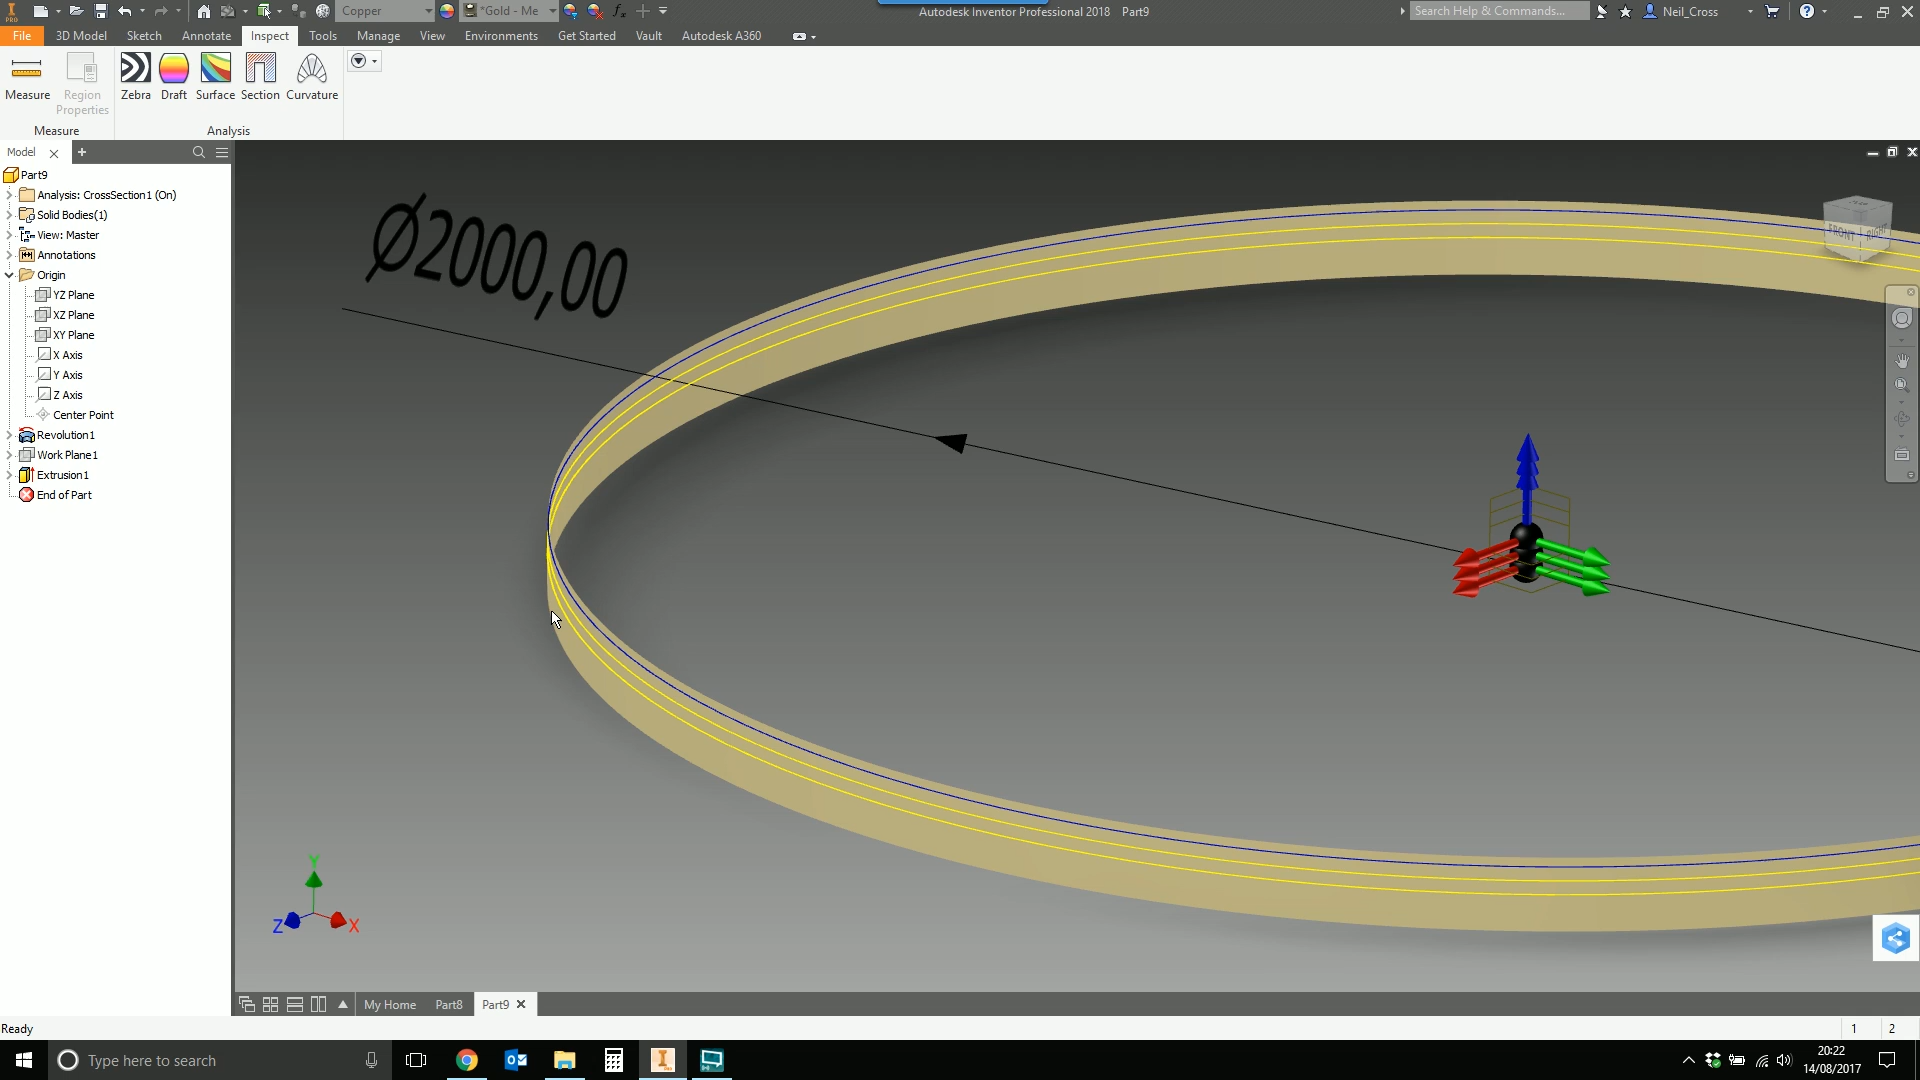 Copper
"Gold - Me
Autodesk Inventor Professional 2018 Part9
Search Help & Commands...
Neil_Cross
PRO
File 3D Model Sketch Annotate Inspect Tools Manage View Environments Get Started Vault Autodesk A360
Measure Region Properties Zebra Draft Surface Section Curvature
Measure Analysis
Model
Part9
Analysis: CrossSection1 (On)
Solid Bodies(1)
View: Master
Annotations
Origin
YZ Plane
XZ Plane
XY Plane
X Axis
Y Axis
Z Axis
Center Point
Revolution1
Work Plane1
Extrusion1
End of Part
Ø2000,00
FRONT RIGHT
Y
Z X
My Home Part8 Part9
Ready
1 2
Type here to search
20:22
14/08/2017